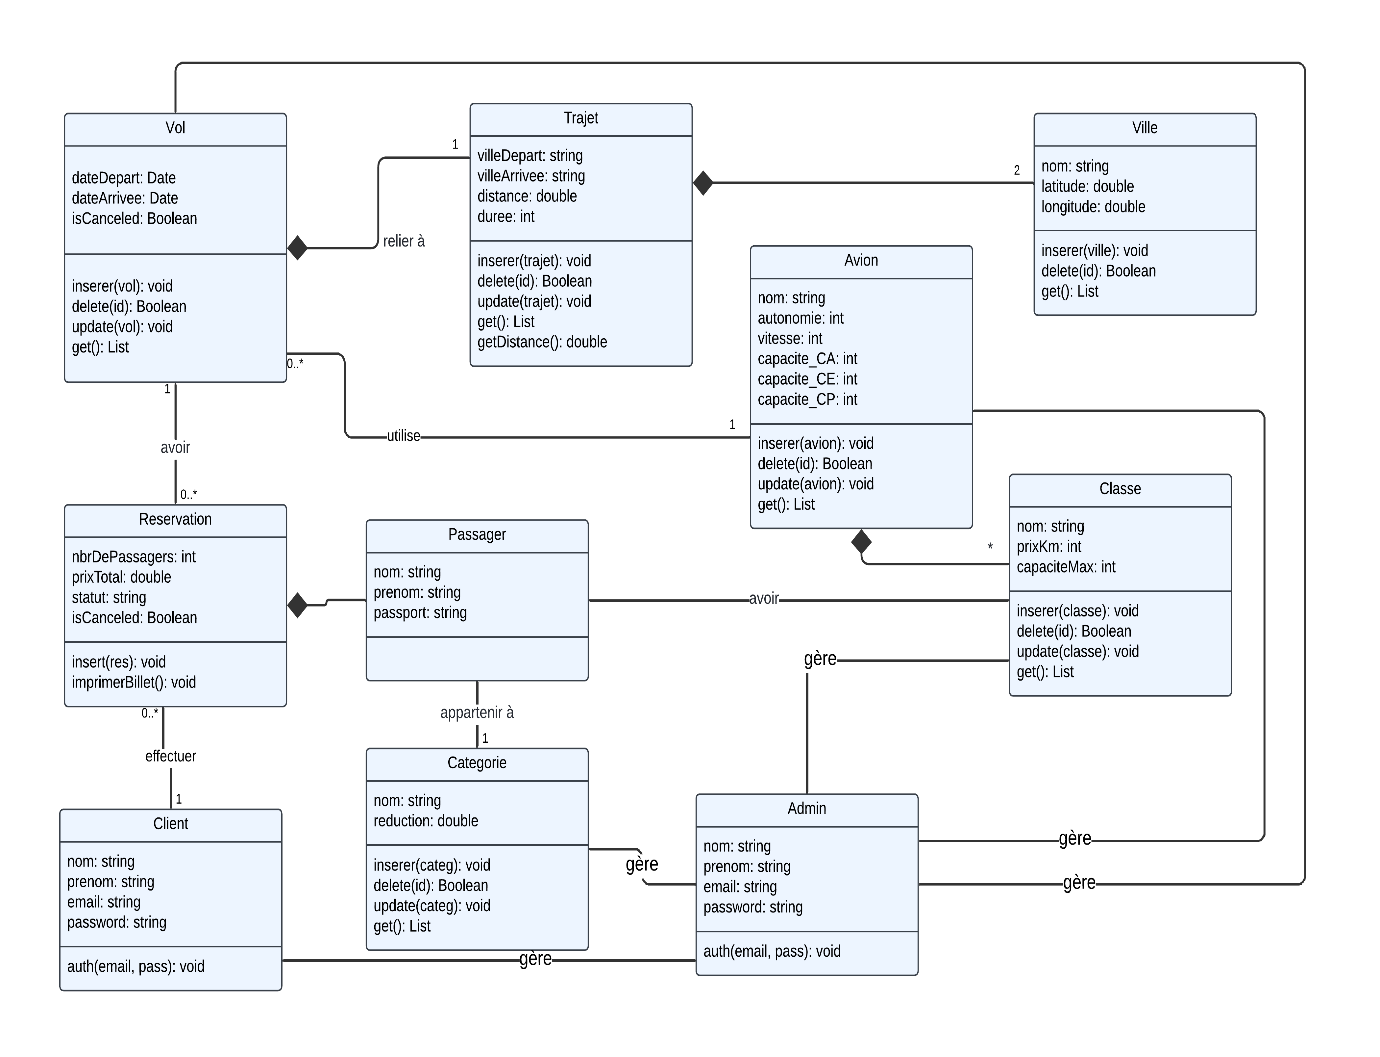 Vol
dateDepart: Date
dateArrivee: Date
isCanceled: Boolean
inserer(vol): void
delete(id): Boolean
update(vol): void
get(): List
1
relier à
Trajet
villeDepart: string
villeArrivee: string
distance: double
duree: int
inserer(trajet): void
delete(id): Boolean
update(trajet): void
get(): List
getDistance(): double
2
Ville
nom: string
latitude: double
longitude: double
inserer(ville): void
delete(id): Boolean
get(): List
0..*
utilise
1
Avion
nom: string
autonomie: int
vitesse: int
capacite_CA: int
capacite_CE: int
capacite_CP: int
inserer(avion): void
delete(id): Boolean
update(avion): void
get(): List
*
Classe
nom: string
prixKm: int
capaciteMax: int
inserer(classe): void
delete(id): Boolean
update(classe): void
get(): List
1
avoir
0..*
Reservation
nbrDePassagers: int
prixTotal: double
statut: string
isCanceled: Boolean
insert(res): void
imprimerBillet(): void
Passager
nom: string
prenom: string
passport: string
avoir
gère
0..*
effectuer
1
appartenir à
1
Categorie
nom: string
reduction: double
inserer(categ): void
delete(id): Boolean
update(categ): void
get(): List
Client
nom: string
prenom: string
email: string
password: string
auth(email, pass): void
gère
gère
Admin
nom: string
prenom: string
email: string
password: string
auth(email, pass): void
gère
gère